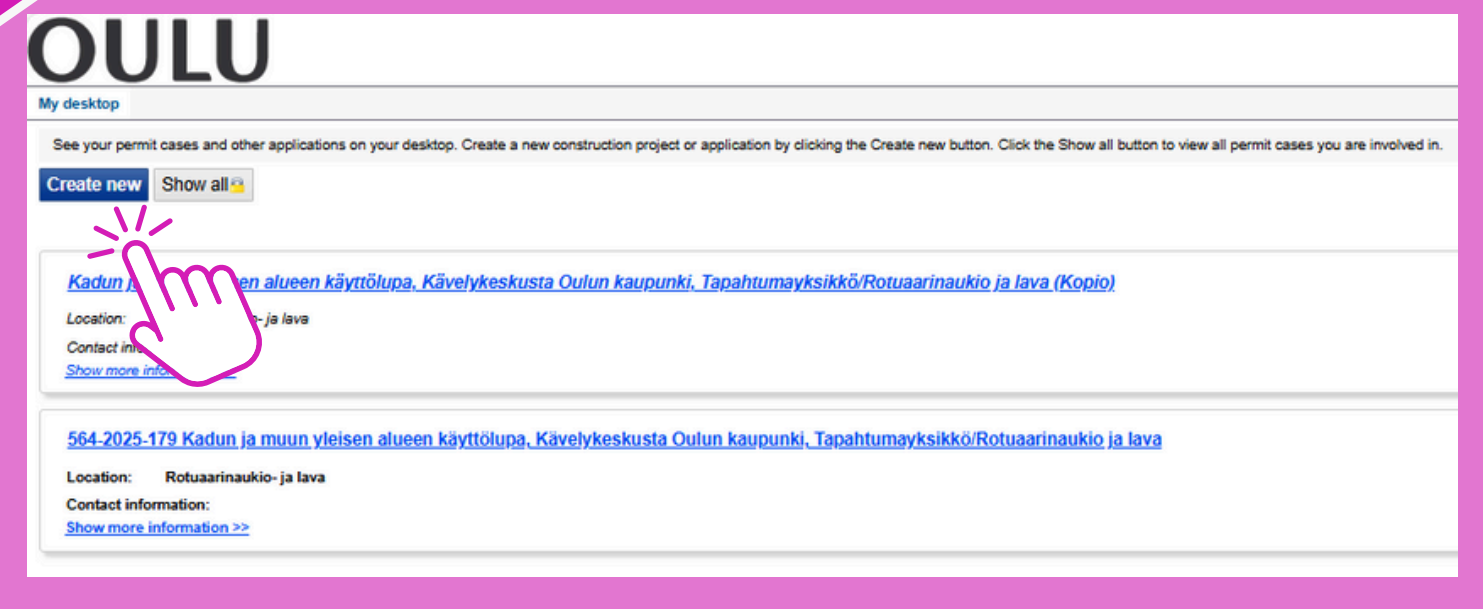 OULU
My desktop
See your permit cases and other applications on your desktop. Create a new construction project or application by clicking the Create new button. Click the Show all button to view all permit cases you are involved in.
Create new Show all
Kadun en alueen käyttölupa, Kävelykeskusta Oulun kaupunki, Tapahtumayksikkö/Rotuaarinaukio ja lava (Kopio)
Location: - ja lava
Contact
Show more
564-2025-179 Kadun ja muun yleisen alueen käyttölupa, Kävelykeskusta Oulun kaupunki, Tapahtumayksikkö/Rotuaarinaukio ja lava
Location: Rotuaarinaukio- ja lava
Contact information:
Show more information >>